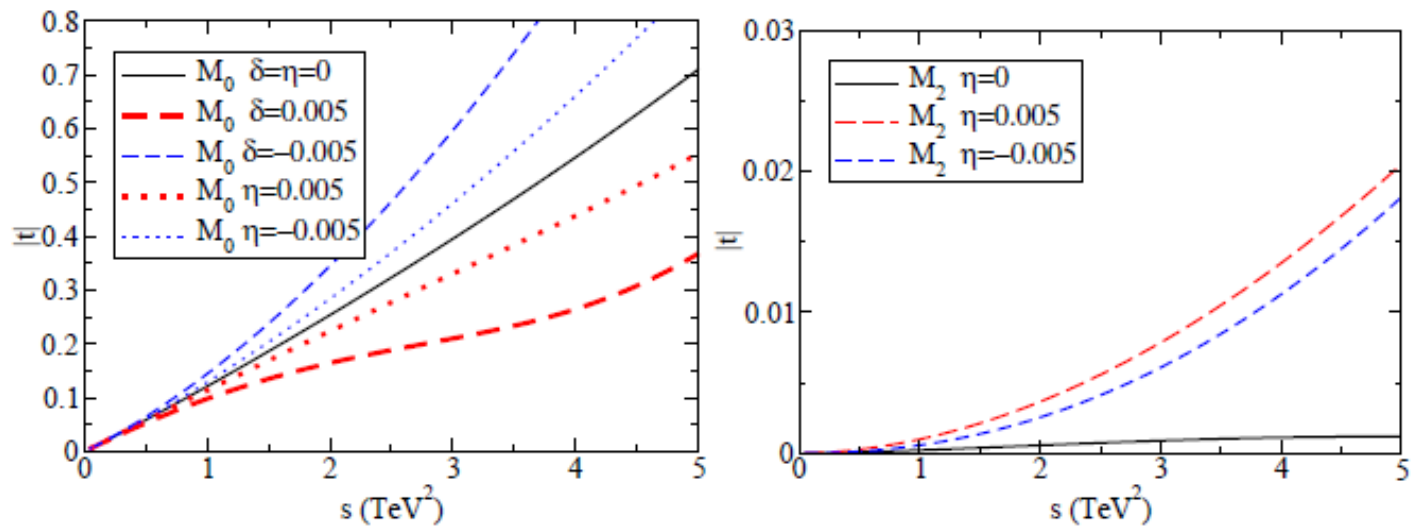 0.8
0.7
0.6
0.5
0.4
0.3
0.2
0.1
0
|t|
M₀ δ=η=0
M₀ δ=0.005
M₀ δ=−0.005
M₀ η=0.005
M₀ η=−0.005
0 1 2 3 4 5
s (TeV²)
0.03
0.02
0.01
0
|t|
M₂ η=0
M₂ η=0.005
M₂ η=−0.005
0 1 2 3 4 5
s (TeV²)